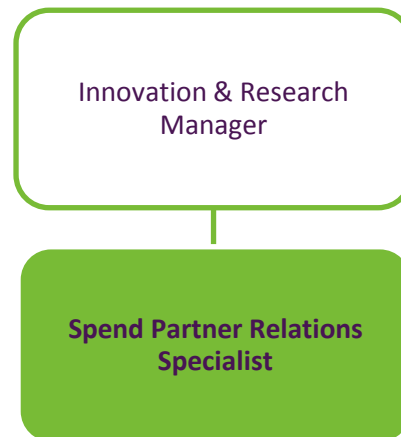 Innovation & Research
Manager
Spend Partner Relations
Specialist